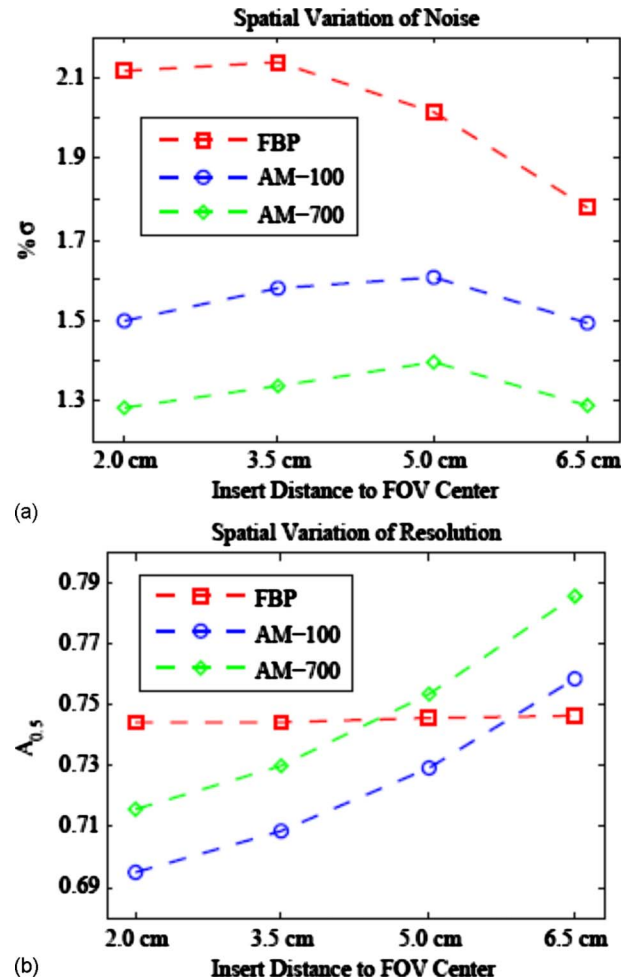 Spatial Variation of Noise
2.1
1.9
1.7
1.5
1.3
% σ
FBP
AM−100
AM−700
2.0 cm 3.5 cm 5.0 cm 6.5 cm
Insert Distance to FOV Center
(a)
Spatial Variation of Resolution
0.79
0.77
0.75
0.73
0.71
0.69
A0.5
FBP
AM−100
AM−700
2.0 cm 3.5 cm 5.0 cm 6.5 cm
Insert Distance to FOV Center
(b)